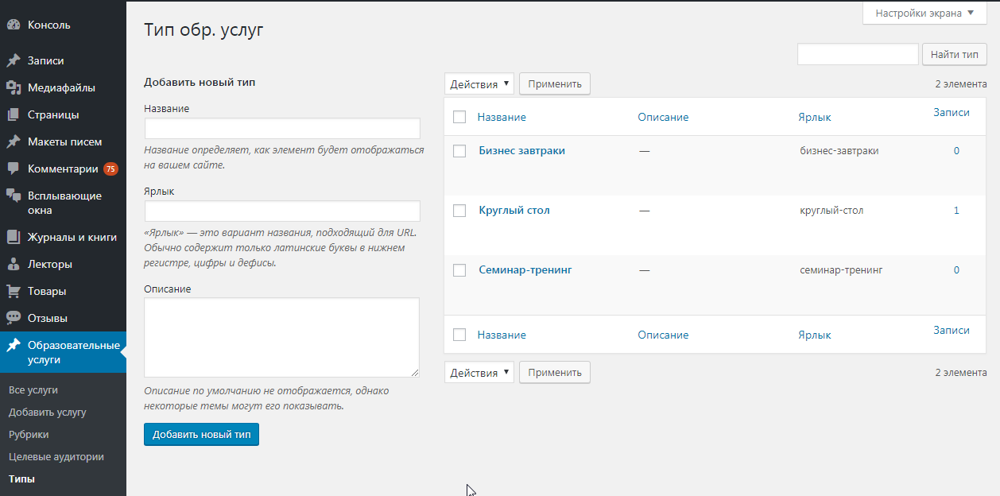 Консоль
Записи
Медиафайлы
Страницы
Макеты писем
Комментарии 75
Всплывающие
окна
Журналы и книги
Лекторы
Товары
Отзывы
Образовательные
услуги
Все услуги
Добавить услугу
Рубрики
Целевые аудитории
Типы
Настройки экрана
Тип обр. услуг
Найти тип
Добавить новый тип
Название
Название определяет, как элемент будет отображаться
на вашем сайте.
Ярлык
«Ярлык» — это вариант названия, подходящий для URL.
Обычно содержит только латинские буквы в нижнем
регистре, цифры и дефисы.
Описание
Описание по умолчанию не отображается, однако
некоторые темы могут его показывать.
Добавить новый тип
Действия Применить 2 элемента
Название Описание Ярлык Записи
Бизнес завтраки — бизнес-завтраки 0
Круглый стол — круглый-стол 1
Семинар-тренинг — семинар-тренинг 0
Название Описание Ярлык Записи
Действия Применить 2 элемента